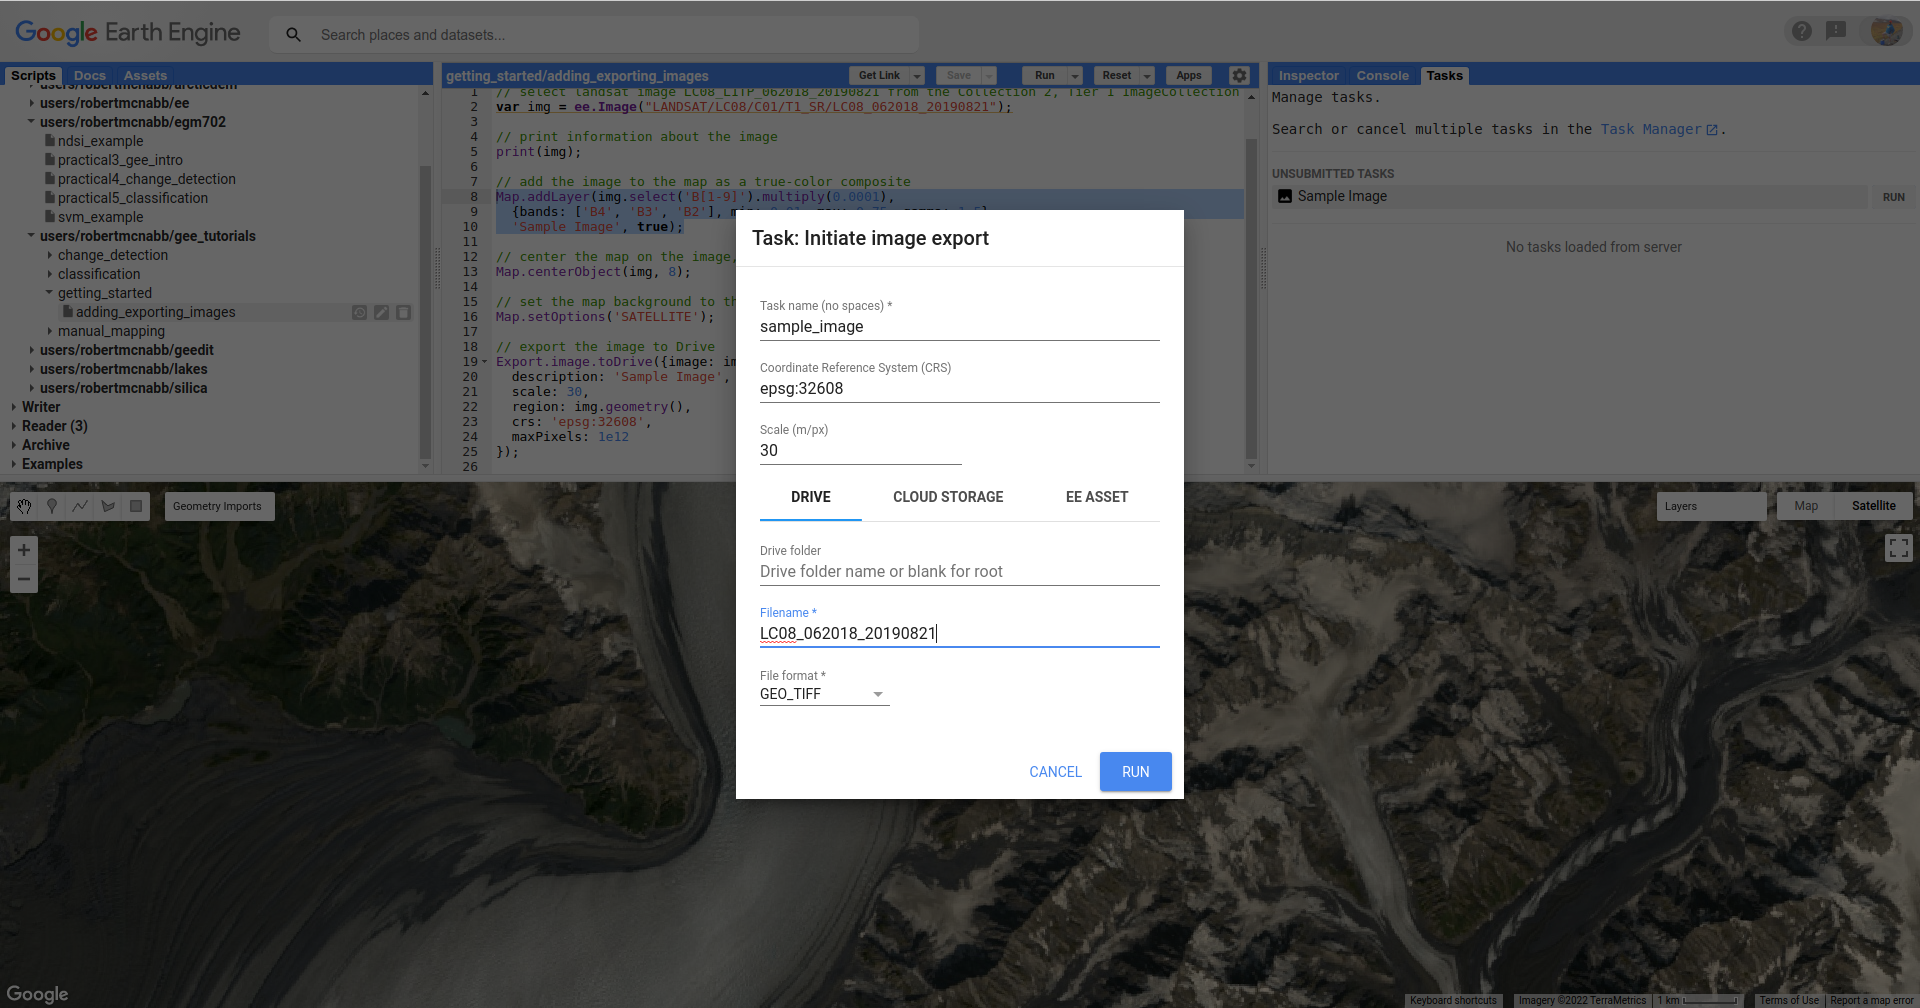 Google Earth Engine
Search places and datasets...
Scripts Docs Assets
users/robertmcnabb/arcticdem
users/robertmcnabb/ee
users/robertmcnabb/egm702
ndsi_example
practical3_gee_intro
practical4_change_detection
practical5_classification
svm_example
users/robertmcnabb/gee_tutorials
change_detection
classification
getting_started
adding_exporting_images
manual_mapping
users/robertmcnabb/geedit
users/robertmcnabb/lakes
users/robertmcnabb/silica
Writer
Reader (3)
Archive
Examples
getting_started/adding_exporting_images
Get Link Save Run Reset Apps
1 // select landsat image LC08_L1TP_062018_20190821 from the Collection 2, Tier 1 ImageCollection
2 var img = ee.Image("LANDSAT/LC08/C01/T1_SR/LC08_062018_20190821");
3
4 // print information about the image
5 print(img);
6
7 // add the image to the map as a true-color composite
8 Map.addLayer(img.select('B[1-9]').multiply(0.0001),
9 {bands: ['B4', 'B3', 'B2'],
10 'Sample Image', true);
11
12 // center the map on the image,
13 Map.centerObject(img, 8);
14
15 // set the map background to th
16 Map.setOptions('SATELLITE');
17
18 // export the image to Drive
19 Export.image.toDrive({image: im
20 description: 'Sample Image',
21 scale: 30,
22 region: img.geometry(),
23 crs: 'epsg:32608',
24 maxPixels: 1e12
25 });
26
Inspector Console Tasks
Manage tasks.
Search or cancel multiple tasks in the Task Manager.
UNSUBMITTED TASKS
Sample Image RUN
No tasks loaded from server
Task: Initiate image export
Task name (no spaces) *
sample_image
Coordinate Reference System (CRS)
epsg:32608
Scale (m/px)
30
DRIVE CLOUD STORAGE EE ASSET
Drive folder
Drive folder name or blank for root
Filename *
LC08_062018_20190821
File format *
GEO_TIFF
CANCEL RUN
Geometry Imports
+
−
Layers
Map Satellite
Google
Keyboard shortcuts Imagery ©2022 TerraMetrics 1 km Terms of Use Report a map error